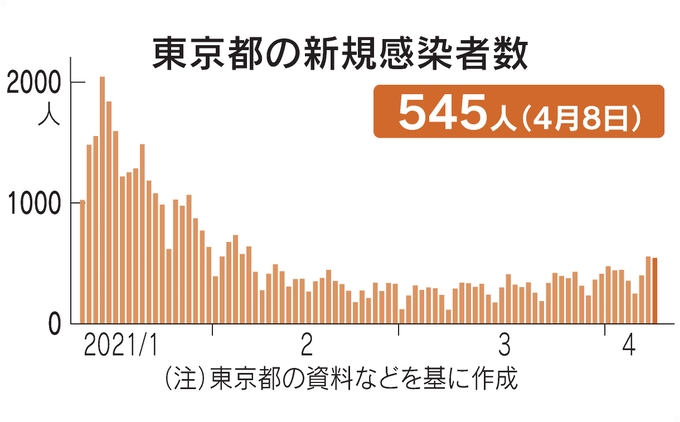 東京都の新規感染者数
2000
人
545人(4月8日)
1000
0
2021/1 2 3 4
(注)東京都の資料などを基に作成